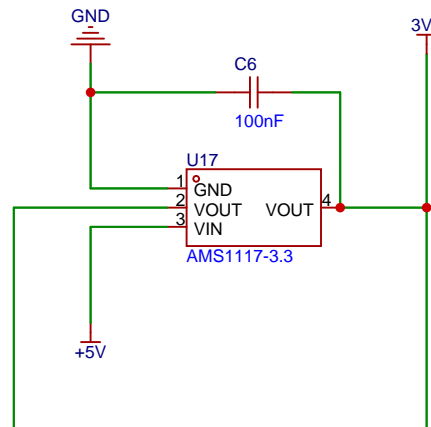 GND
3V
C6
100nF
U17
1
GND
2
VOUT
VOUT
4
3
VIN
AMS1117-3.3
+5V